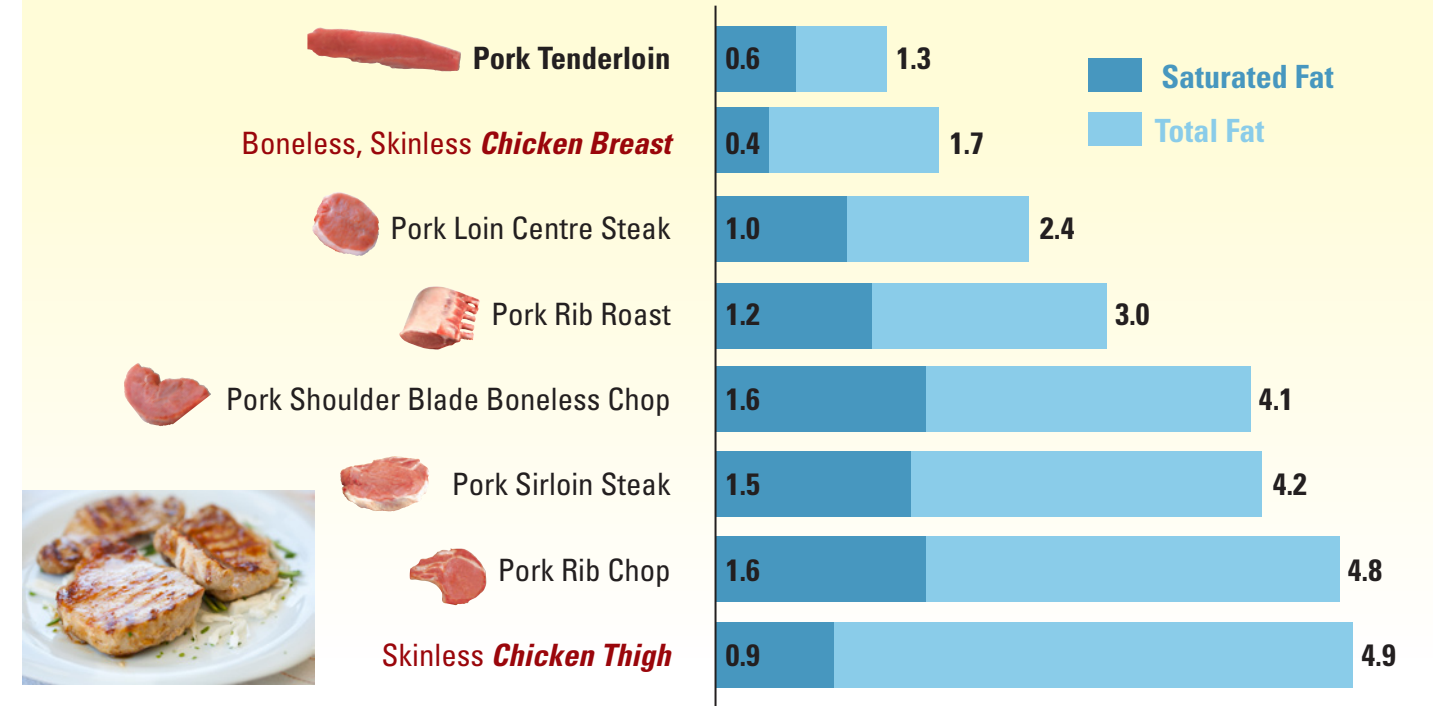 Pork Tenderloin 0.6 1.3
Saturated Fat
Boneless, Skinless Chicken Breast 0.4 1.7
Total Fat
Pork Loin Centre Steak 1.0 2.4
Pork Rib Roast 1.2 3.0
Pork Shoulder Blade Boneless Chop 1.6 4.1
Pork Sirloin Steak 1.5 4.2
Pork Rib Chop 1.6 4.8
Skinless Chicken Thigh 0.9 4.9